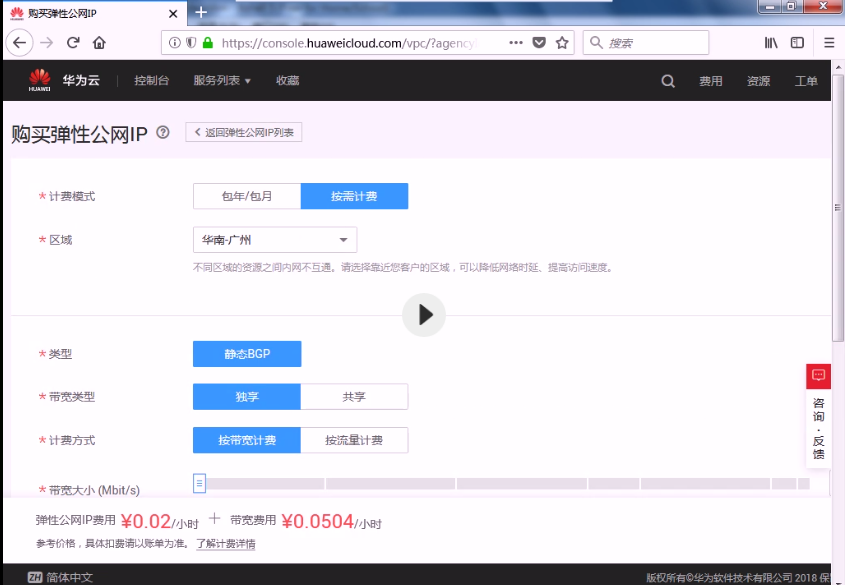 购买弹性公网IP
https://console.huaweicloud.com/vpc/?agency
搜索
HUAWEI 华为云 控制台 服务列表 收藏 费用 资源 工单
购买弹性公网IP 返回弹性公网IP列表
* 计费模式 包年/包月 按需计费
* 区域 华南-广州
不同区域的资源之间内网不互通。请选择靠近您客户的区域，可以降低网络时延、提高访问速度。
* 类型 静态BGP
* 带宽类型 独享 共享
* 计费方式 按带宽计费 按流量计费
* 带宽大小 (Mbit/s)
咨询·反馈
弹性公网IP费用 ¥0.02/小时 + 带宽费用 ¥0.0504/小时
参考价格，具体扣费请以账单为准。 了解计费详情
ZH 简体中文 版权所有©华为软件技术有限公司 2018 保